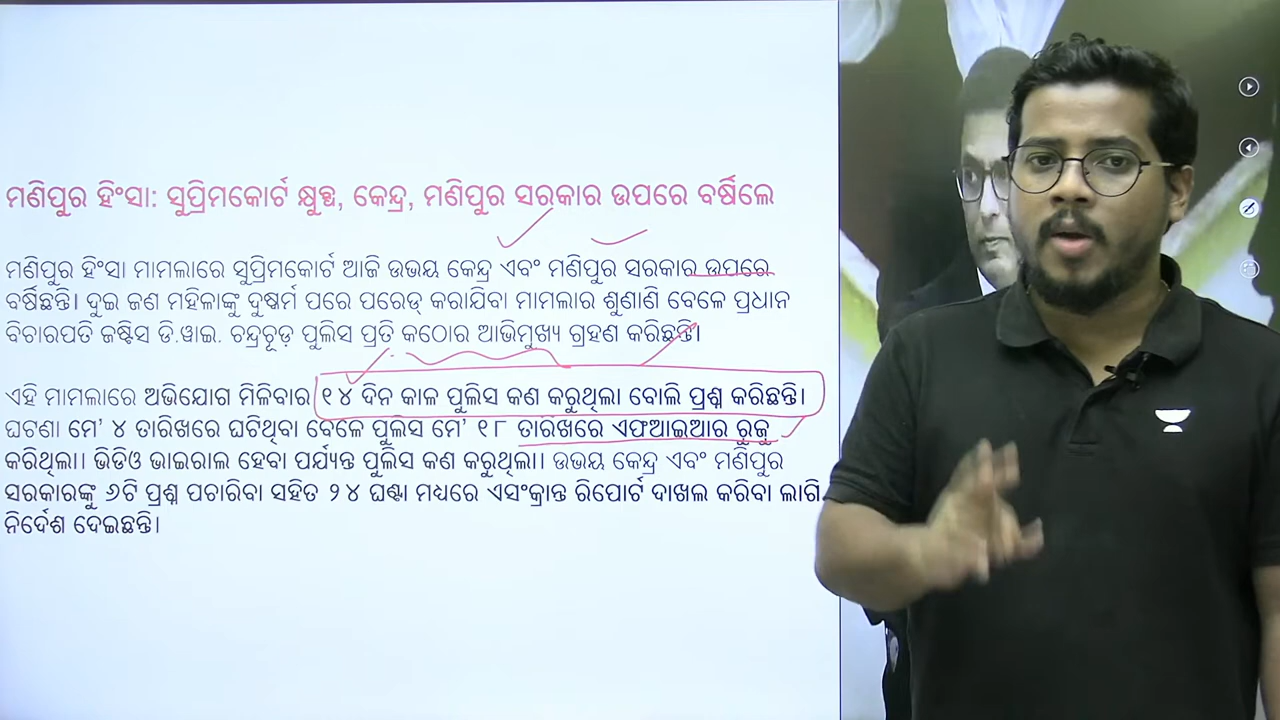 ମଣିପୁର ହିଂସା: ସୁପ୍ରିମକୋର୍ଟ କ୍ଷୁବ୍ଧ, କେନ୍ଦ୍ର, ମଣିପୁର ସରକାର ଉପରେ ବର୍ଷିଲେ
ମଣିପୁର ହିଂସା ମାମଲାରେ ସୁପ୍ରିମକୋର୍ଟ ଆଜି ଉଭୟ କେନ୍ଦ୍ର ଏବଂ ମଣିପୁର ସରକାର ଉପରେ
ବର୍ଷିଛନ୍ତି। ଦୁଇ ଜଣ ମହିଳାଙ୍କୁ ଦୁଷ୍କର୍ମ ପରେ ପରେଡ୍ କରାଯିବା ମାମଲାର ଶୁଣାଣି ବେଳେ ପ୍ରଧାନ
ବିଚାରପତି ଜଷ୍ଟିସ ଡି.ୱାଇ. ଚନ୍ଦ୍ରଚୂଡ଼ ପୁଲିସ ପ୍ରତି କଠୋର ଆଭିମୁଖ୍ୟ ଗ୍ରହଣ କରିଛନ୍ତି।
ଏହି ମାମଲାରେ ଅଭିଯୋଗ ମିଳିବାର ୧୪ ଦିନ କାଳ ପୁଲିସ କଣ କରୁଥିଲା ବୋଲି ପ୍ରଶ୍ନ କରିଛନ୍ତି।
ଘଟଣା ମେ' ୪ ତାରିଖରେ ଘଟିଥିବା ବେଳେ ପୁଲିସ ମେ' ୧୮ ତାରିଖରେ ଏଫଆଇଆର ରୁଜୁ
କରିଥିଲା। ଭିଡିଓ ଭାଇରାଲ ହେବା ପର୍ଯ୍ୟନ୍ତ ପୁଲିସ କଣ କରୁଥିଲା। ଉଭୟ କେନ୍ଦ୍ର ଏବଂ ମଣିପୁର
ସରକାରଙ୍କୁ ୬ଟି ପ୍ରଶ୍ନ ପଚାରିବା ସହିତ ୨୪ ଘଣ୍ଟା ମଧ୍ୟରେ ଏସଂକ୍ରାନ୍ତ ରିପୋର୍ଟ ଦାଖଲ କରିବା ଲାଗି
ନିର୍ଦେଶ ଦେଇଛନ୍ତି।